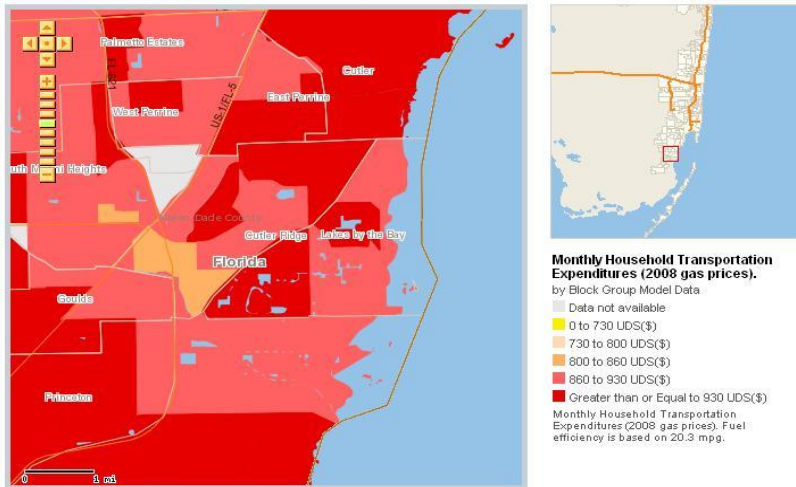 Palmetto Estates
Cutler
US-1/FL-5
West Perrine
East Perrine
Heights
Dade County
Cutler Ridge
Lakes by the Bay
Florida
Goulds
Princeton
0 1 mi
Monthly Household Transportation
Expenditures (2008 gas prices).
by Block Group Model Data
Data not available
0 to 730 UDS($)
730 to 800 UDS($)
800 to 860 UDS($)
860 to 930 UDS($)
Greater than or Equal to 930 UDS($)
Monthly Household Transportation
Expenditures (2008 gas prices). Fuel
efficiency is based on 20.3 mpg.